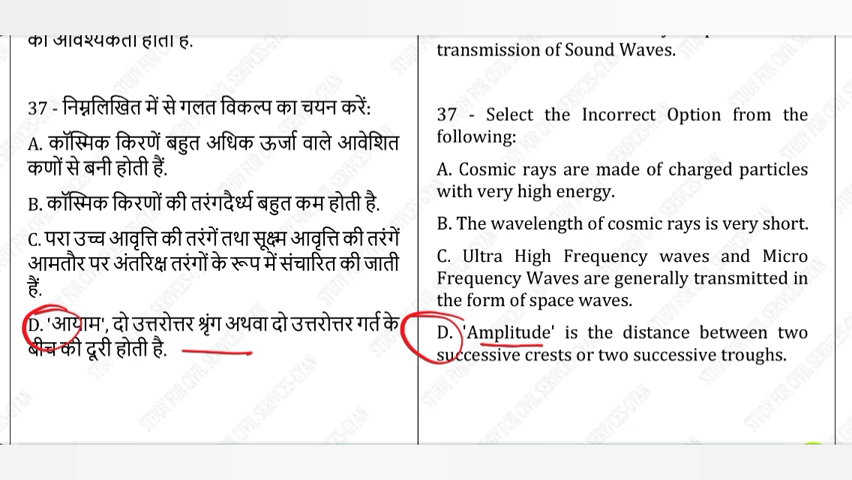 की आवश्यकता होती है.
37 - निम्नलिखित में से गलत विकल्प का चयन करें:
A. कॉस्मिक किरणें बहुत अधिक ऊर्जा वाले आवेशित
कणों से बनी होती हैं.
B. कॉस्मिक किरणों की तरंगदैर्ध्य बहुत कम होती है.
C. परा उच्च आवृत्ति की तरंगें तथा सूक्ष्म आवृत्ति की तरंगें
आमतौर पर अंतरिक्ष तरंगों के रूप में संचारित की जाती
हैं.
D. 'आयाम', दो उत्तरोत्तर श्रृंग अथवा दो उत्तरोत्तर गर्त के
बीच की दूरी होती है.
transmission of Sound Waves.
37 - Select the Incorrect Option from the
following:
A. Cosmic rays are made of charged particles
with very high energy.
B. The wavelength of cosmic rays is very short.
C. Ultra High Frequency waves and Micro
Frequency Waves are generally transmitted in
the form of space waves.
D. 'Amplitude' is the distance between two
successive crests or two successive troughs.